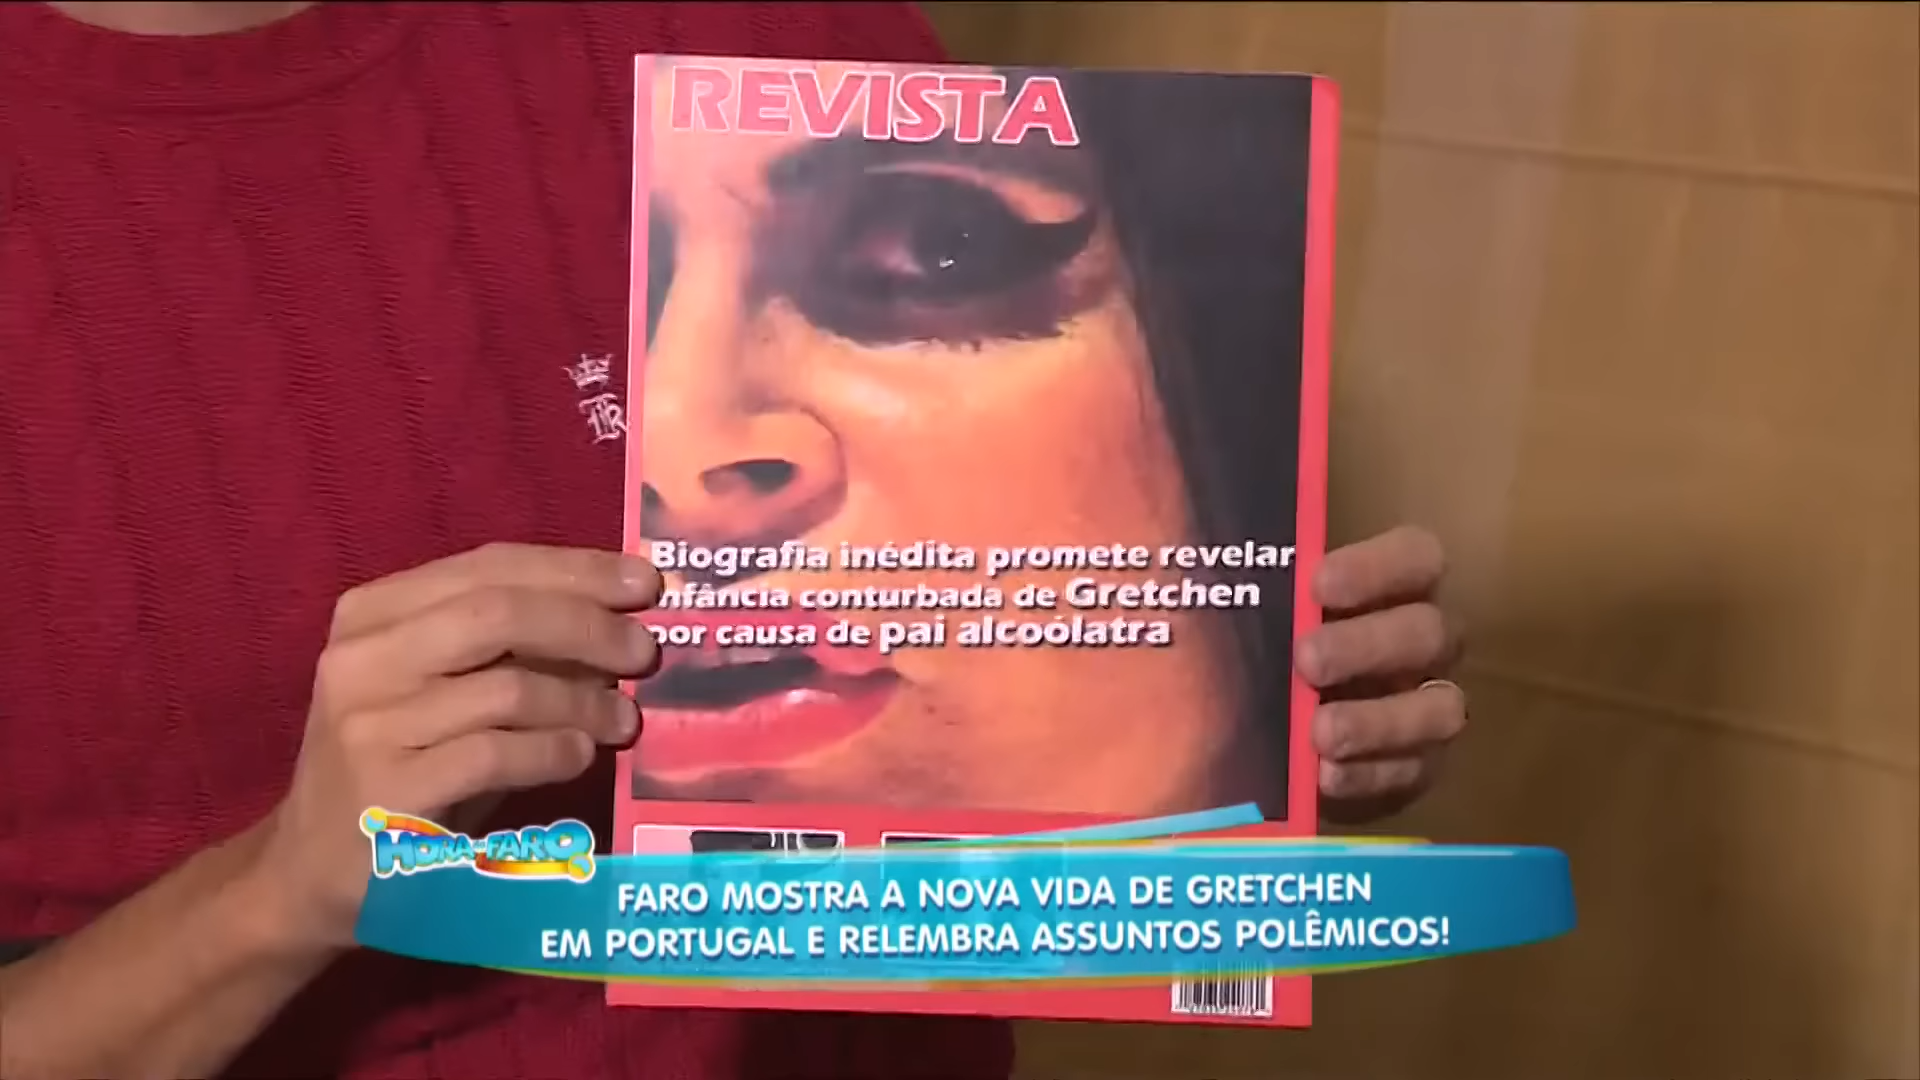 REVISTA
Biografia inédita promete revelar
infância conturbada de Gretchen
por causa de pai alcoólatra
HORA DO FARO
FARO MOSTRA A NOVA VIDA DE GRETCHEN
EM PORTUGAL E RELEMBRA ASSUNTOS POLÊMICOS!